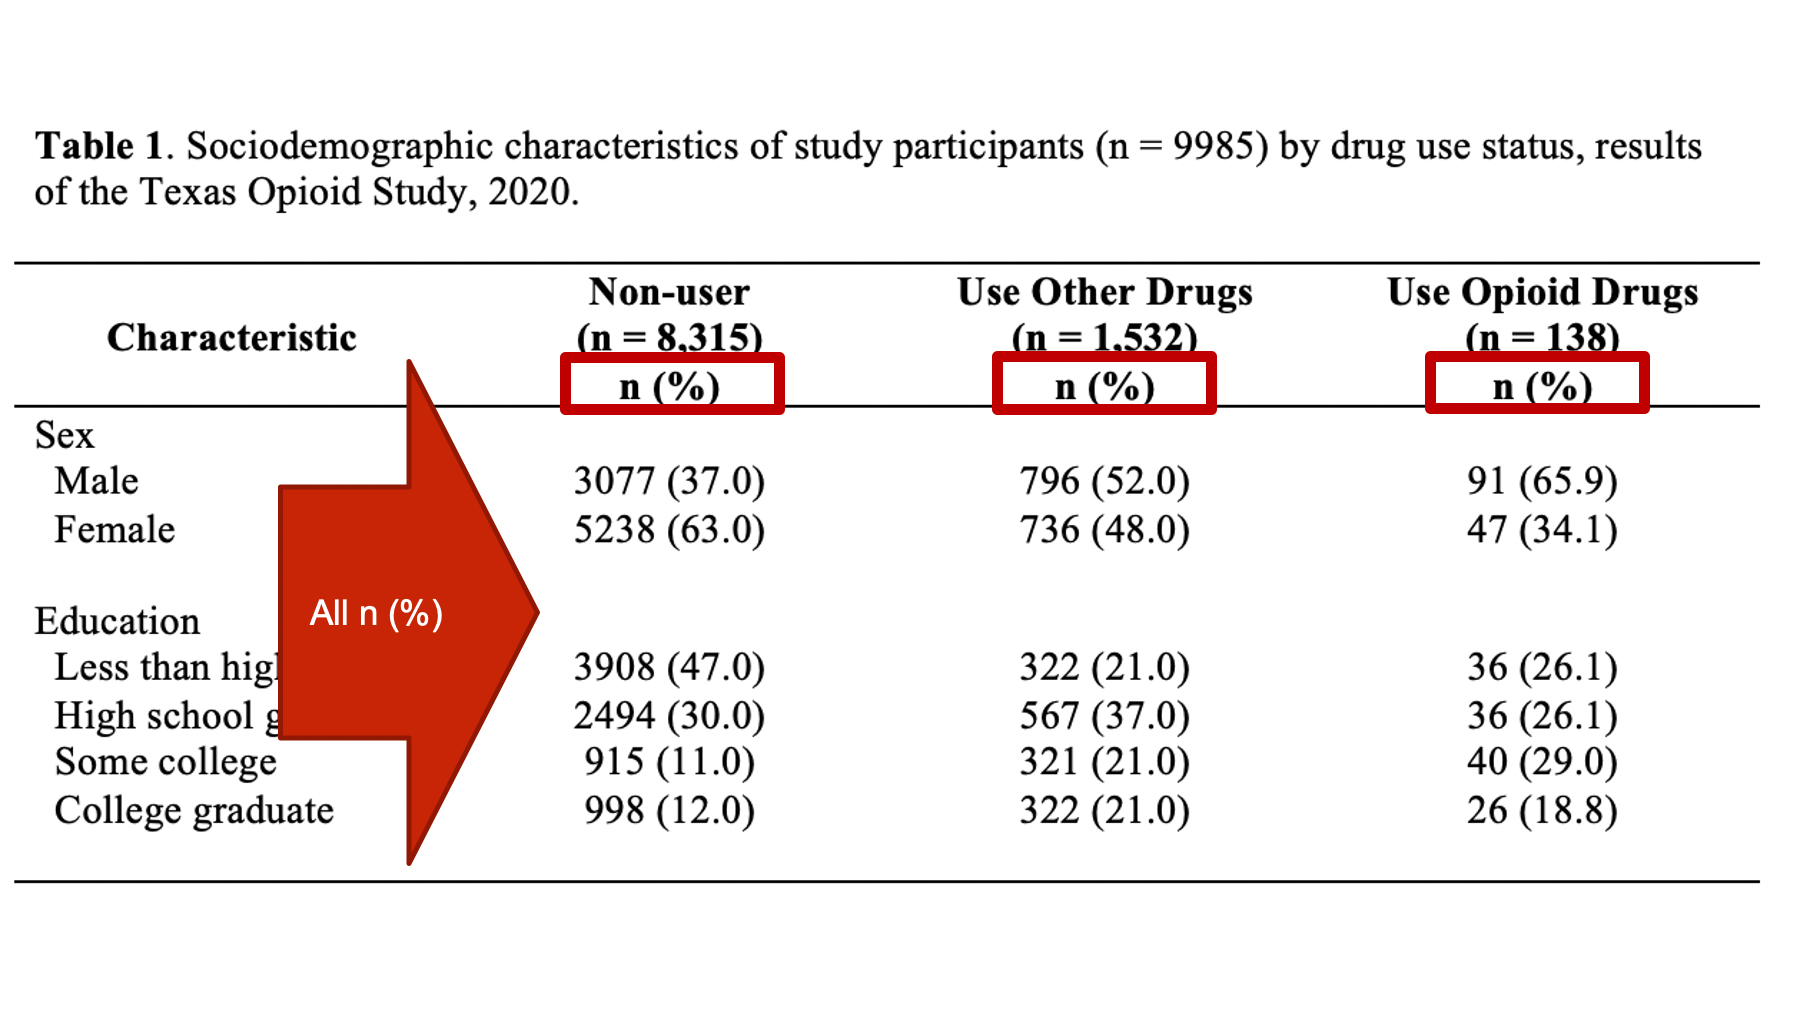 Table 1. Sociodemographic characteristics of study participants (n = 9985) by drug use status, results
of the Texas Opioid Study, 2020.
Non-user Use Other Drugs Use Opioid Drugs
Characteristic (n = 8,315) (n = 1,532) (n = 138)
n (%) n (%) n (%)
Sex
Male 3077 (37.0) 796 (52.0) 91 (65.9)
Female 5238 (63.0) 736 (48.0) 47 (34.1)
All n (%)
Education
Less than 3908 (47.0) 322 (21.0) 36 (26.1)
High school 2494 (30.0) 567 (37.0) 36 (26.1)
Some college 915 (11.0) 321 (21.0) 40 (29.0)
College graduate 998 (12.0) 322 (21.0) 26 (18.8)